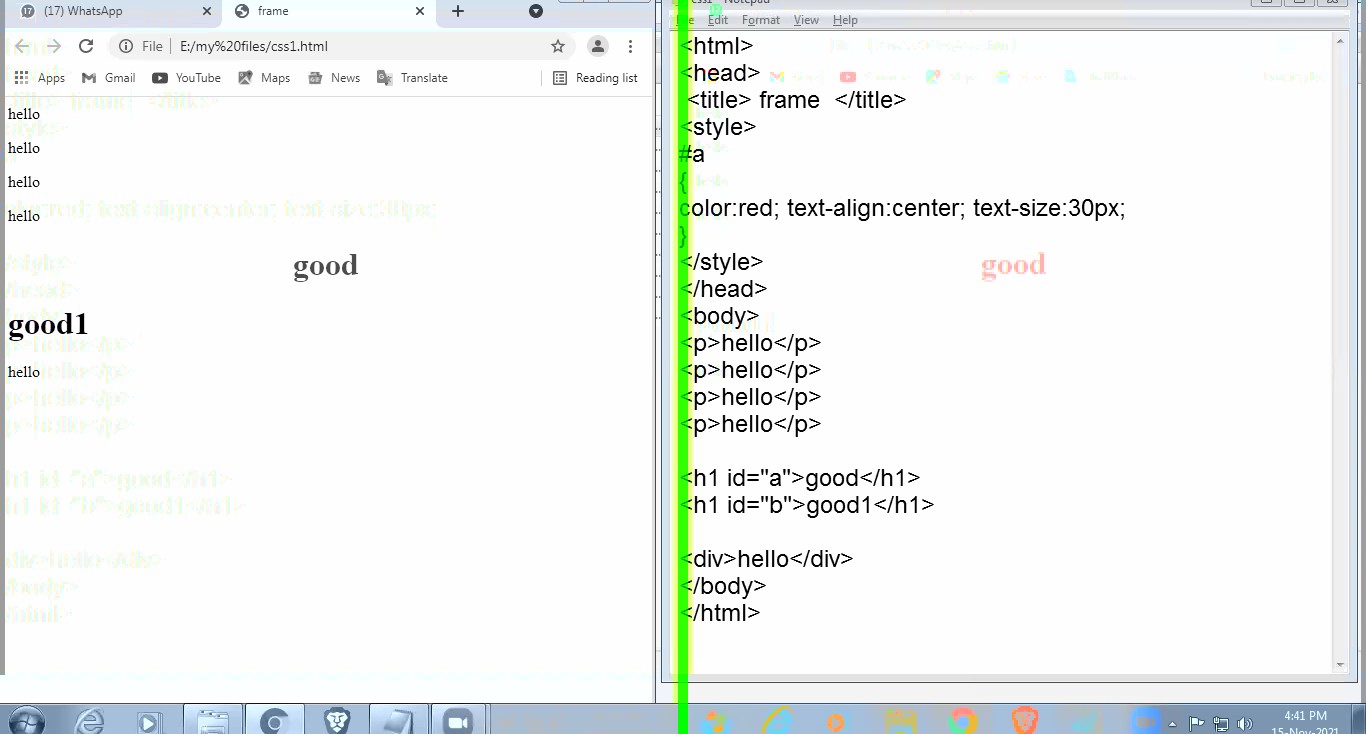 (17) WhatsApp
frame
css1 - Notepad
Edit Format View Help
File E:/my%20files/css1.html
Apps Gmail YouTube Maps News Translate Reading list
hello
hello
hello
hello
good
good1
hello
<html>
<head>
<title> frame </title>
<style>
#a
{
color:red; text-align:center; text-size:30px;
}
</style>
</head>
<body>
<p>hello</p>
<p>hello</p>
<p>hello</p>
<p>hello</p>
<h1 id="a">good</h1>
<h1 id="b">good1</h1>
<div>hello</div>
</body>
</html>
good
4:41 PM
15-Nov-2021